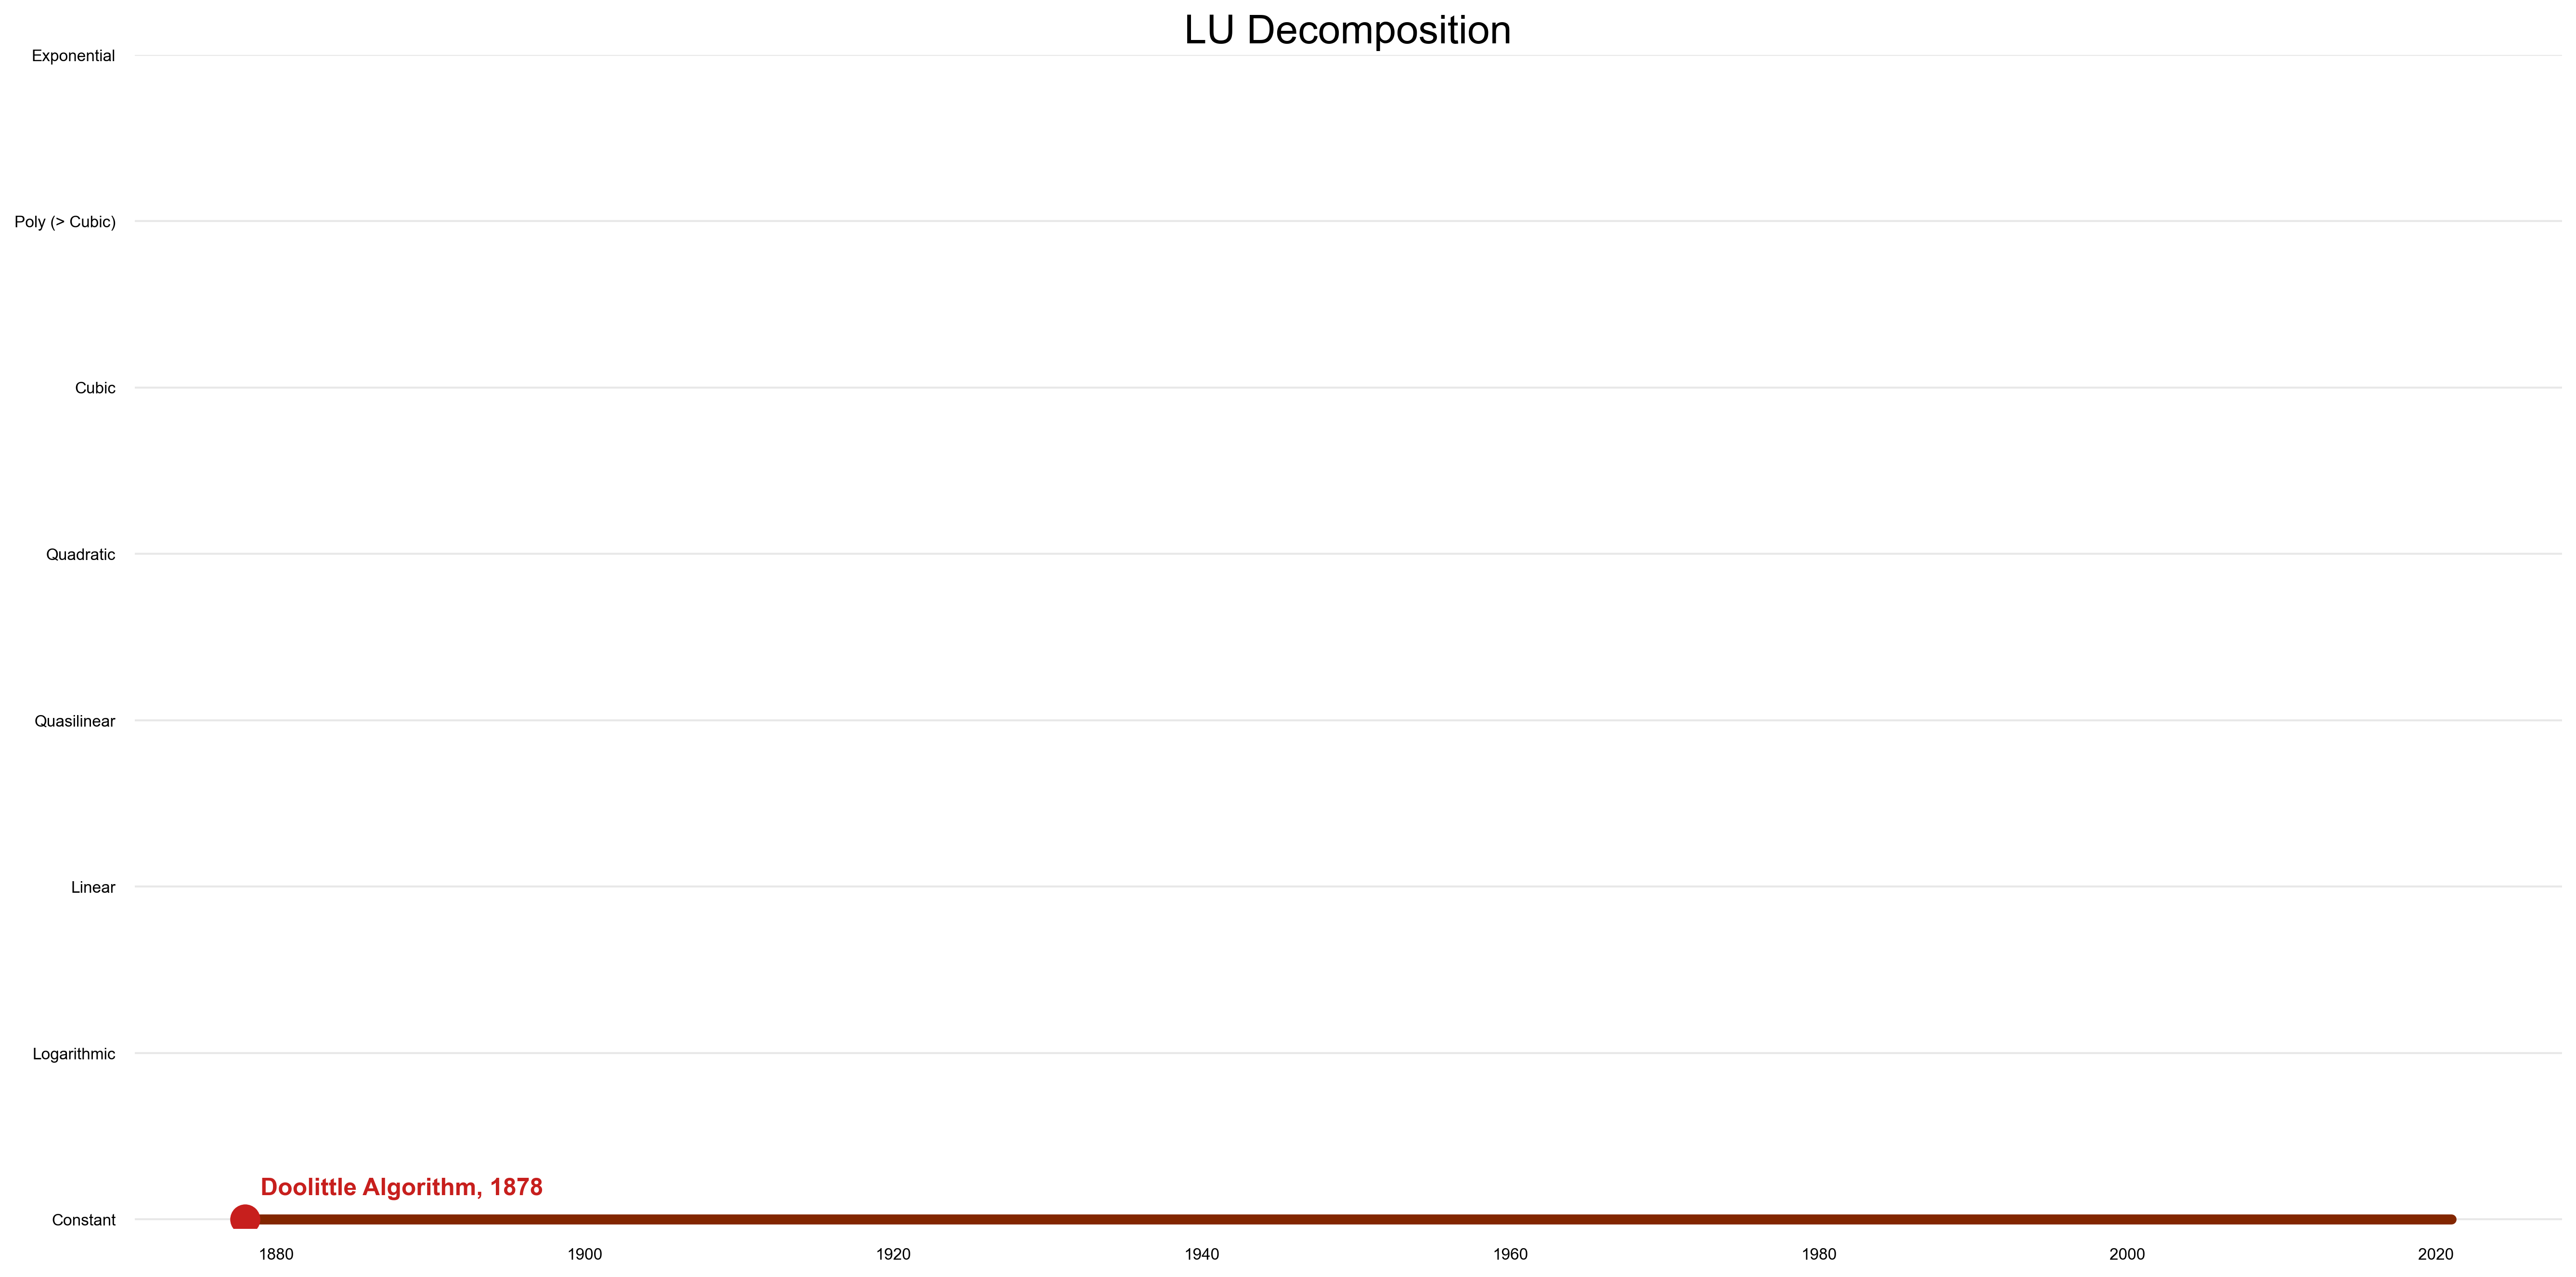 LU Decomposition
Exponential
Poly (> Cubic)
Cubic
Quadratic
Quasilinear
Linear
Logarithmic
Doolittle Algorithm, 1878
Constant
1880 1900 1920 1940 1960 1980 2000 2020